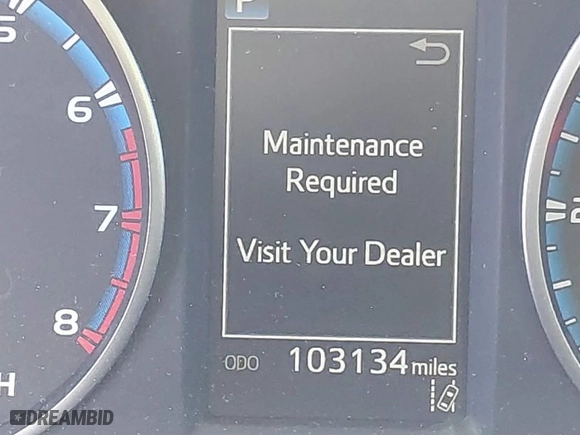 P
5
6
7
8
H
Maintenance
Required
Visit Your Dealer
ODO 103134 miles
DREAMBID